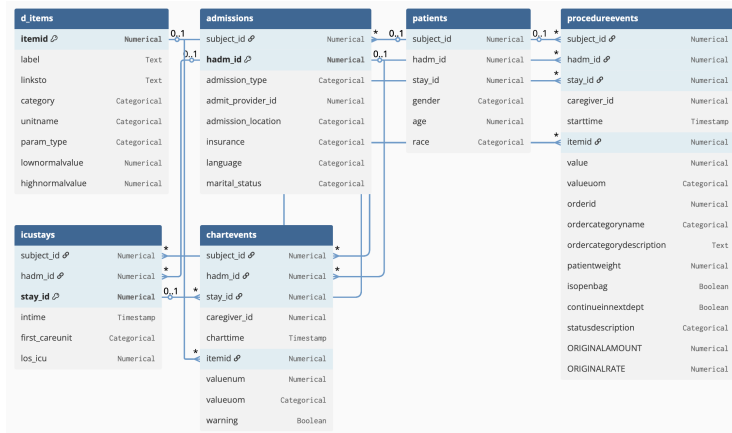 d_items
itemid Numerical
label Text
linksto Text
category Categorical
unitname Categorical
param_type Categorical
lownormalvalue Numerical
highnormalvalue Numerical
0..1
0..1
admissions
subject_id Numerical
hadm_id Numerical
admission_type Categorical
admit_provider_id Numerical
admission_location Categorical
insurance Categorical
language Categorical
marital_status Categorical
* 0..1
0..1
patients
subject_id Numerical
hadm_id Numerical
stay_id Numerical
gender Categorical
age Numerical
race Categorical
0..1 *
*
*
*
procedureevents
subject_id Numerical
hadm_id Numerical
stay_id Numerical
caregiver_id Numerical
starttime Timestamp
itemid Numerical
value Numerical
valueuom Categorical
orderid Numerical
ordercategoryname Categorical
ordercategorydescription Text
patientweight Numerical
isopenbag Boolean
continueinnextdept Boolean
statusdescription Categorical
ORIGINALAMOUNT Numerical
ORIGINALRATE Numerical
icustays
subject_id Numerical
hadm_id Numerical
stay_id Numerical
intime Timestamp
first_careunit Categorical
los_icu Numerical
*
*
0..1 *
*
chartevents
subject_id Numerical
hadm_id Numerical
stay_id Numerical
caregiver_id Numerical
charttime Timestamp
itemid Numerical
valuenum Numerical
valueuom Categorical
warning Boolean
*
*